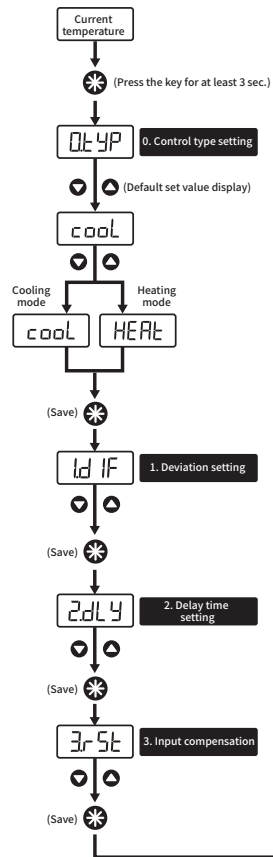 Current
temperature
(Press the key for at least 3 sec.)
0.tYP
0. Control type setting
(Default set value display)
cooL
Cooling
mode
Heating
mode
cooL
HEAt
(Save)
1.dIF
1. Deviation setting
(Save)
2.dLY
2. Delay time
setting
(Save)
3.rSt
3. Input compensation
(Save)